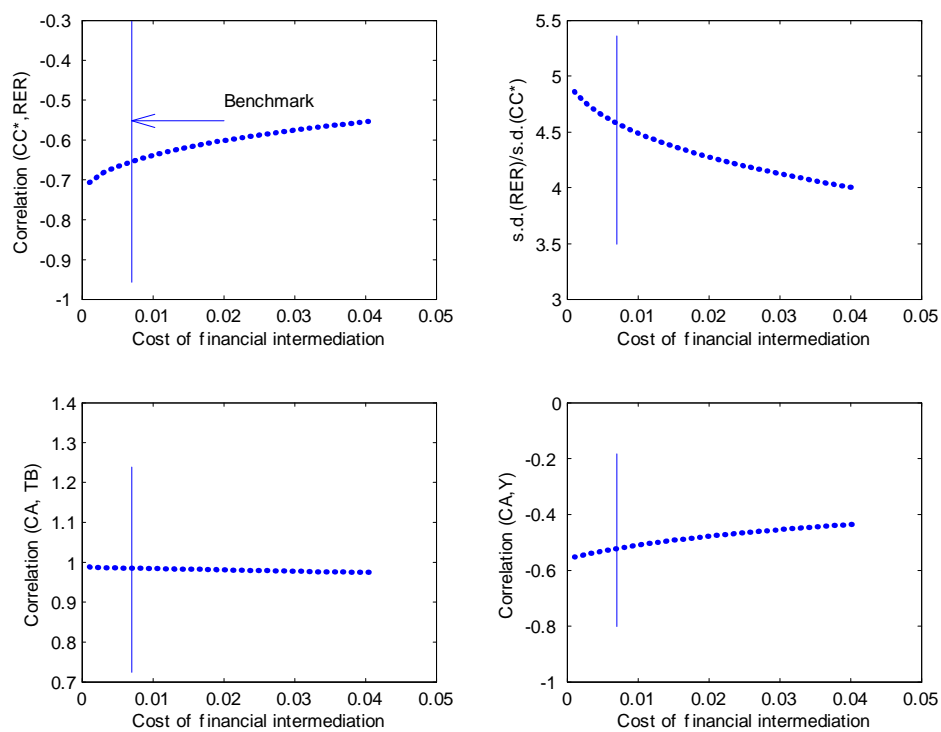 -0.3
-0.4
-0.5
-0.6
-0.7
-0.8
-0.9
-1
Correlation (CC*,RER)
Benchmark
0 0.01 0.02 0.03 0.04 0.05
Cost of financial intermediation
5.5
5
4.5
4
3.5
3
s.d.(RER)/s.d.(CC*)
0 0.01 0.02 0.03 0.04 0.05
Cost of financial intermediation
1.4
1.3
1.2
1.1
1
0.9
0.8
0.7
Correlation (CA, TB)
0 0.01 0.02 0.03 0.04 0.05
Cost of financial intermediation
0
-0.2
-0.4
-0.6
-0.8
-1
Correlation (CA,Y)
0 0.01 0.02 0.03 0.04 0.05
Cost of financial intermediation